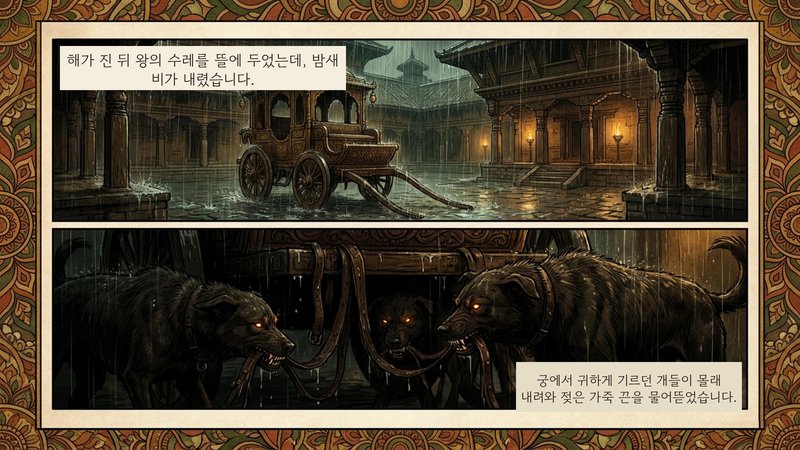 해가 진 뒤 왕의 수레를 뜰에 두었는데, 밤새
비가 내렸습니다.
궁에서 귀하게 기르던 개들이 몰래
내려와 젖은 가죽 끈을 물어뜯었습니다.